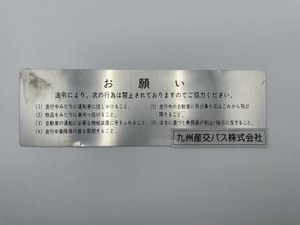 お願い
法令により、次の行為は禁止されておりますのでご協力ください。
(1) 走行中みだりに運転者に話しかけること。
(2) 物品をみだりに車外へ投げること。
(3) 自動車の運転に必要な機械装置に手をふれること。
(4) 走行中乗降口の扉を開閉すること。
(5) 走行中の自動車に飛び乗り又はこれから飛び
降りること。
(6) 法令に基づく乗務員の制止・指示に反すること。
九州産交バス株式会社